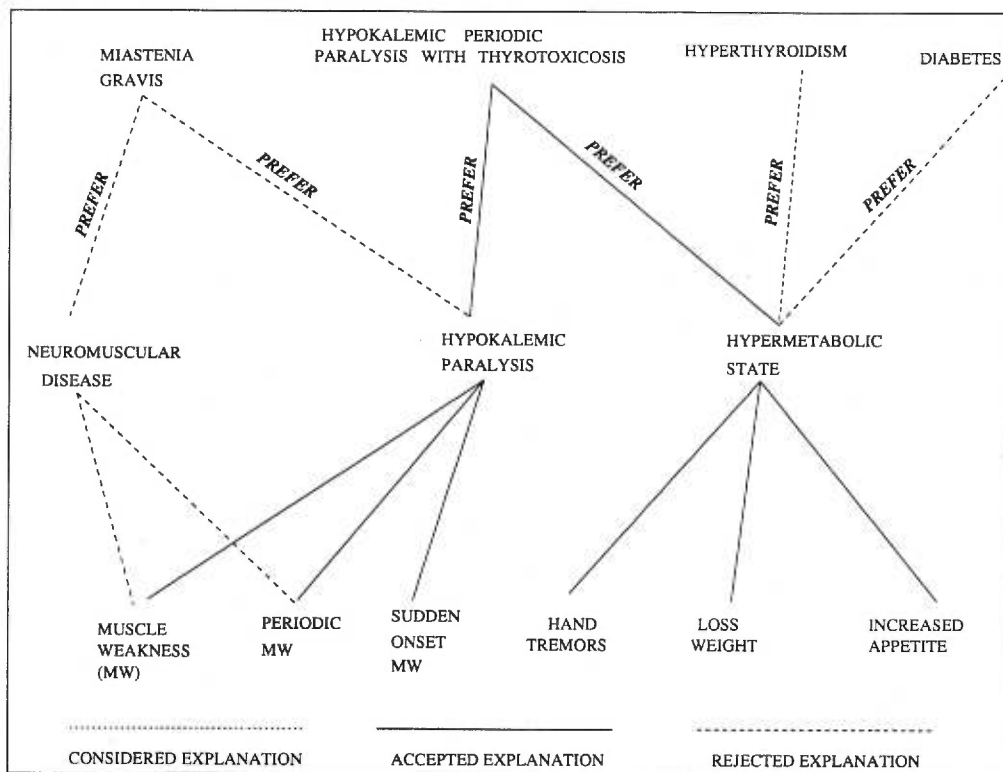 MIASTENIA
GRAVIS
HYPOKALEMIC PERIODIC
PARALYSIS WITH THYROTOXICOSIS
HYPERTHYROIDISM
DIABETES
PREFER
PREFER
PREFER
PREFER
PREFER
PREFER
NEUROMUSCULAR
DISEASE
HYPOKALEMIC
PARALYSIS
HYPERMETABOLIC
STATE
MUSCLE
WEAKNESS
(MW)
PERIODIC
MW
SUDDEN
ONSET
MW
HAND
TREMORS
LOSS
WEIGHT
INCREASED
APPETITE
CONSIDERED EXPLANATION
ACCEPTED EXPLANATION
REJECTED EXPLANATION